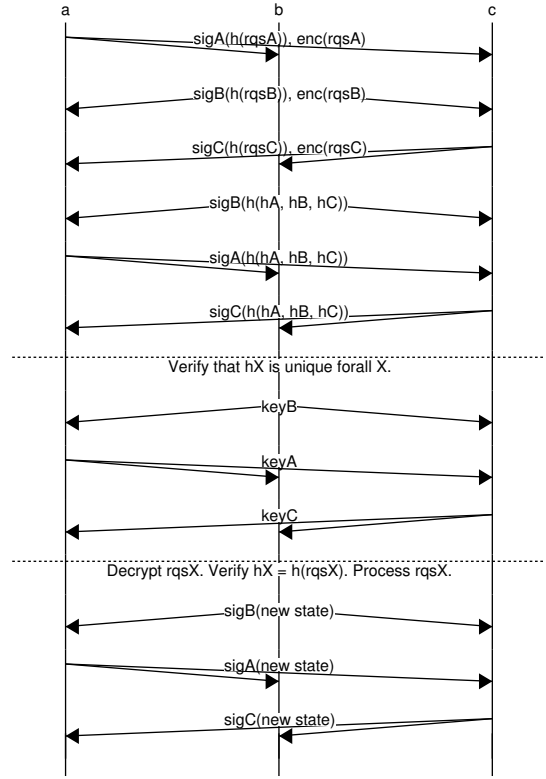 a b c
sigA(h(rqsA)), enc(rqsA)
sigB(h(rqsB)), enc(rqsB)
sigC(h(rqsC)), enc(rqsC)
sigB(h(hA, hB, hC))
sigA(h(hA, hB, hC))
sigC(h(hA, hB, hC))
Verify that hX is unique forall X.
keyB
keyA
keyC
Decrypt rqsX. Verify hX = h(rqsX). Process rqsX.
sigB(new state)
sigA(new state)
sigC(new state)